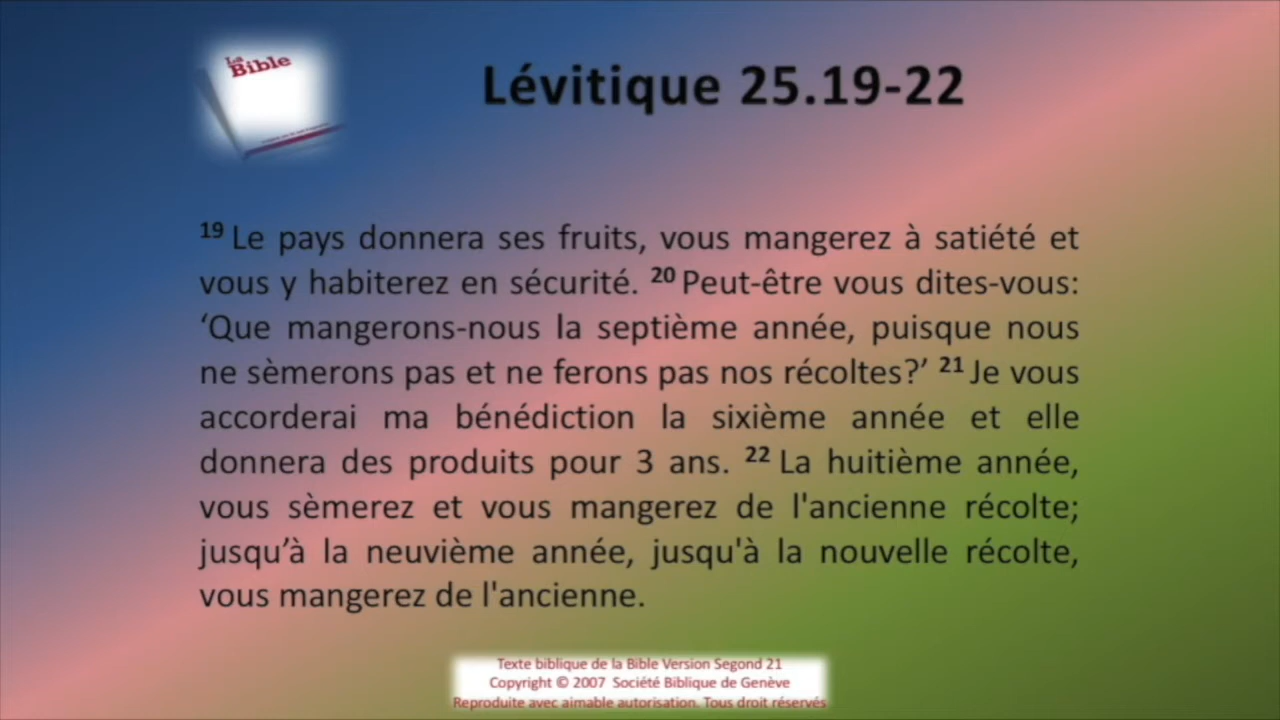 La
Bible
Lévitique 25.19-22
19 Le pays donnera ses fruits, vous mangerez à satiété et
vous y habiterez en sécurité. 20 Peut-être vous dites-vous:
‘Que mangerons-nous la septième année, puisque nous
ne sèmerons pas et ne ferons pas nos récoltes?’ 21 Je vous
accorderai ma bénédiction la sixième année et elle
donnera des produits pour 3 ans. 22 La huitième année,
vous sèmerez et vous mangerez de l'ancienne récolte;
jusqu’à la neuvième année, jusqu'à la nouvelle récolte,
vous mangerez de l'ancienne.
Texte biblique de la Bible Version Segond 21
Copyright © 2007 Société Biblique de Genève
Reproduite avec aimable autorisation. Tous droit réservés